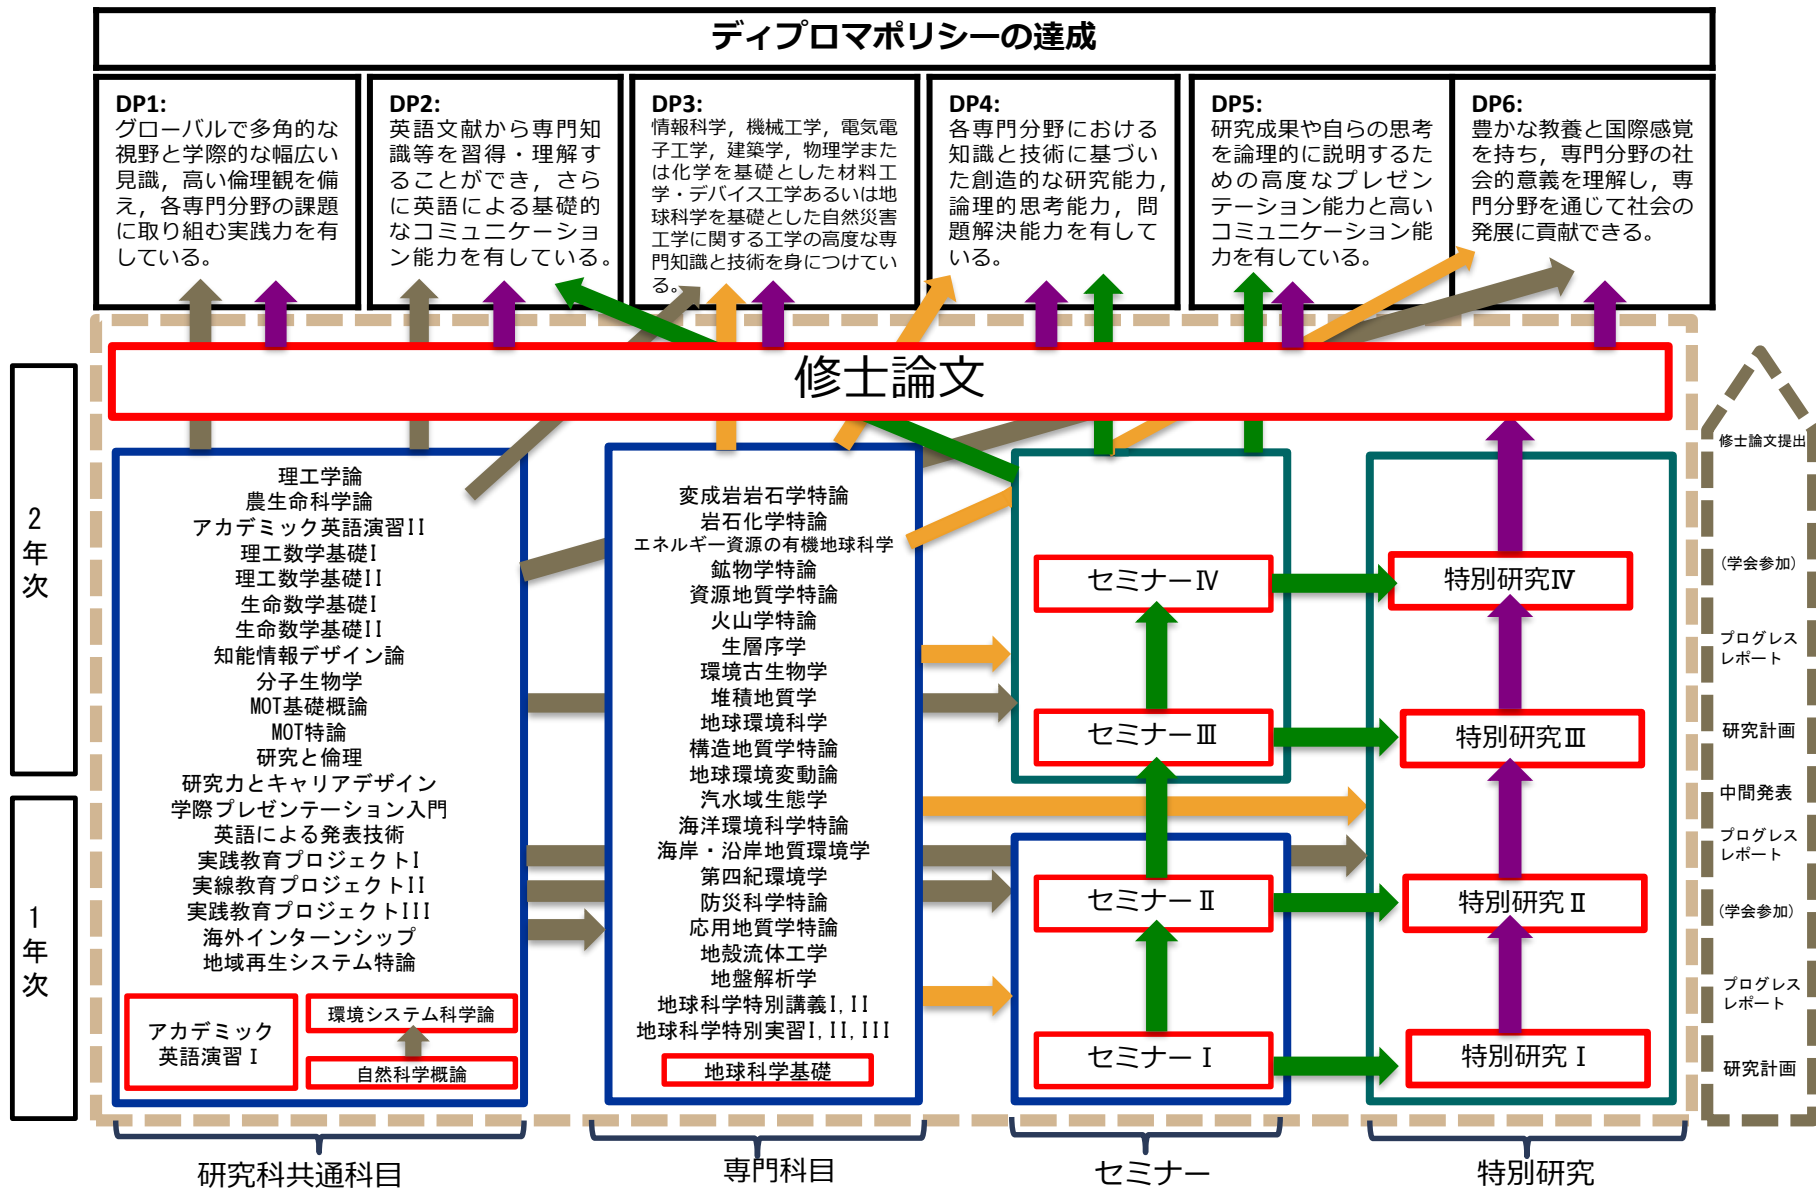 ディプロマポリシーの達成
DP1:
グローバルで多角的な
視野と学際的な幅広い
見識，高い倫理観を備
え，各専門分野の課題
に取り組む実践力を有
している。
DP2:
英語文献から専門知
識等を習得・理解す
ることができ，さら
に英語による基礎的
なコミュニケーショ
ン能力を有している。
DP3:
情報科学，機械工学，電気電
子工学，建築学，物理学また
は化学を基礎とした材料工
学・デバイス工学あるいは地
球科学を基礎とした自然災害
工学に関する工学の高度な専
門知識と技術を身につけてい
る。
DP4:
各専門分野における
知識と技術に基づい
た創造的な研究能力，
論理的思考能力，問
題解決能力を有して
いる。
DP5:
研究成果や自らの思考
を論理的に説明するた
めの高度なプレゼン
テーション能力と高い
コミュニケーション能
力を有している。
DP6:
豊かな教養と国際感覚
を持ち，専門分野の社
会的意義を理解し，専
門分野を通じて社会の
発展に貢献できる。
修士論文
2
年
次
1
年
次
理工学論
農生命科学論
アカデミック英語演習II
理工数学基礎I
理工数学基礎II
生命数学基礎I
生命数学基礎II
知能情報デザイン論
分子生物学
MOT基礎概論
MOT特論
研究と倫理
研究力とキャリアデザイン
学際プレゼンテーション入門
英語による発表技術
実践教育プロジェクトI
実線教育プロジェクトII
実践教育プロジェクトIII
海外インターンシップ
地域再生システム特論
アカデミック
英語演習Ⅰ
環境システム科学論
自然科学概論
変成岩岩石学特論
岩石化学特論
エネルギー資源の有機地球科学
鉱物学特論
資源地質学特論
火山学特論
生層序学
環境古生物学
堆積地質学
地球環境科学
構造地質学特論
地球環境変動論
汽水域生態学
海洋環境科学特論
海岸・沿岸地質環境学
第四紀環境学
防災科学特論
応用地質学特論
地殻流体工学
地盤解析学
地球科学特別講義I,II
地球科学特別実習I,II,III
地球科学基礎
セミナーⅣ
セミナーⅢ
セミナーⅡ
セミナーⅠ
特別研究Ⅳ
特別研究Ⅲ
特別研究Ⅱ
特別研究Ⅰ
修士論文提出
(学会参加)
プログレス
レポート
研究計画
中間発表
プログレス
レポート
(学会参加)
プログレス
レポート
研究計画
研究科共通科目
専門科目
セミナー
特別研究